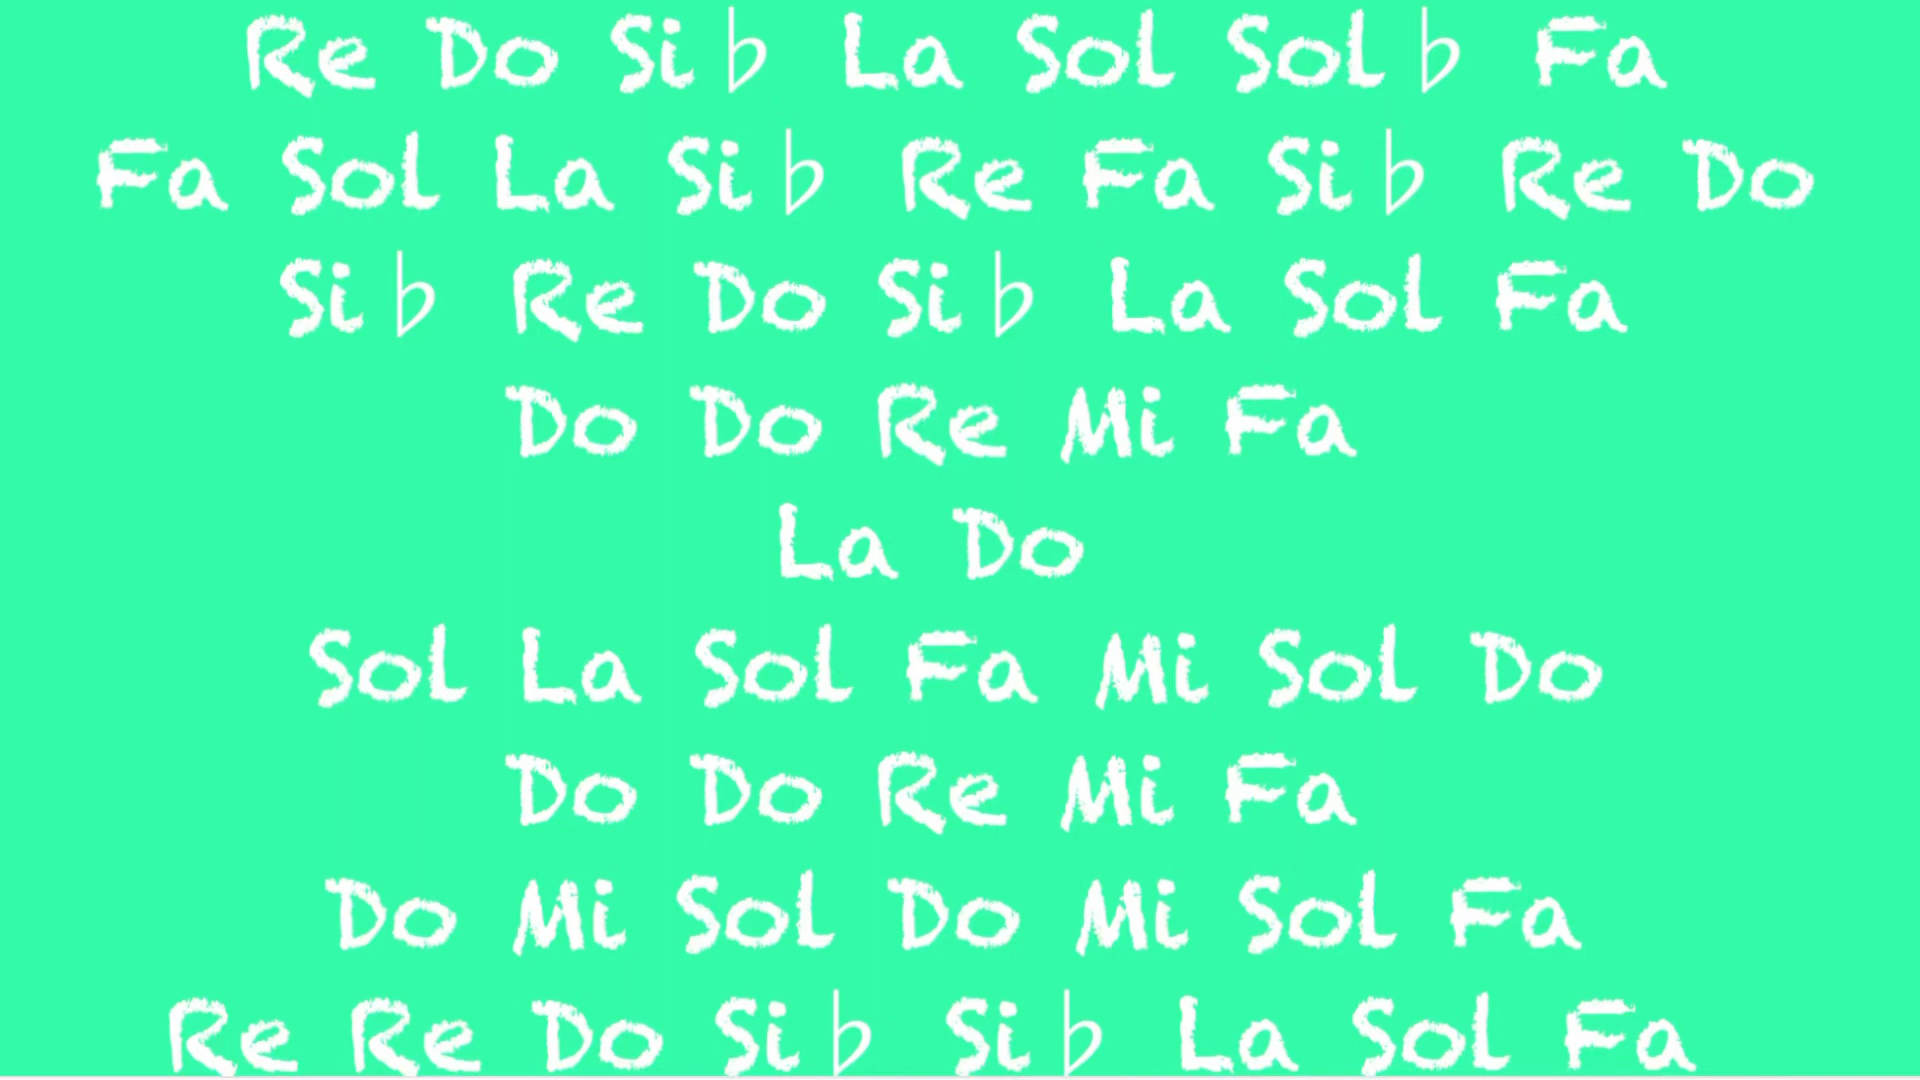 Re Do Si♭ La Sol Sol♭ Fa
Fa Sol La Si♭ Re Fa Si♭ Re Do
Si♭ Re Do Si♭ La Sol Fa
Do Do Re Mi Fa
La Do
Sol La Sol Fa Mi Sol Do
Do Do Re Mi Fa
Do Mi Sol Do Mi Sol Fa
Re Re Do Si♭ Si♭ La Sol Fa